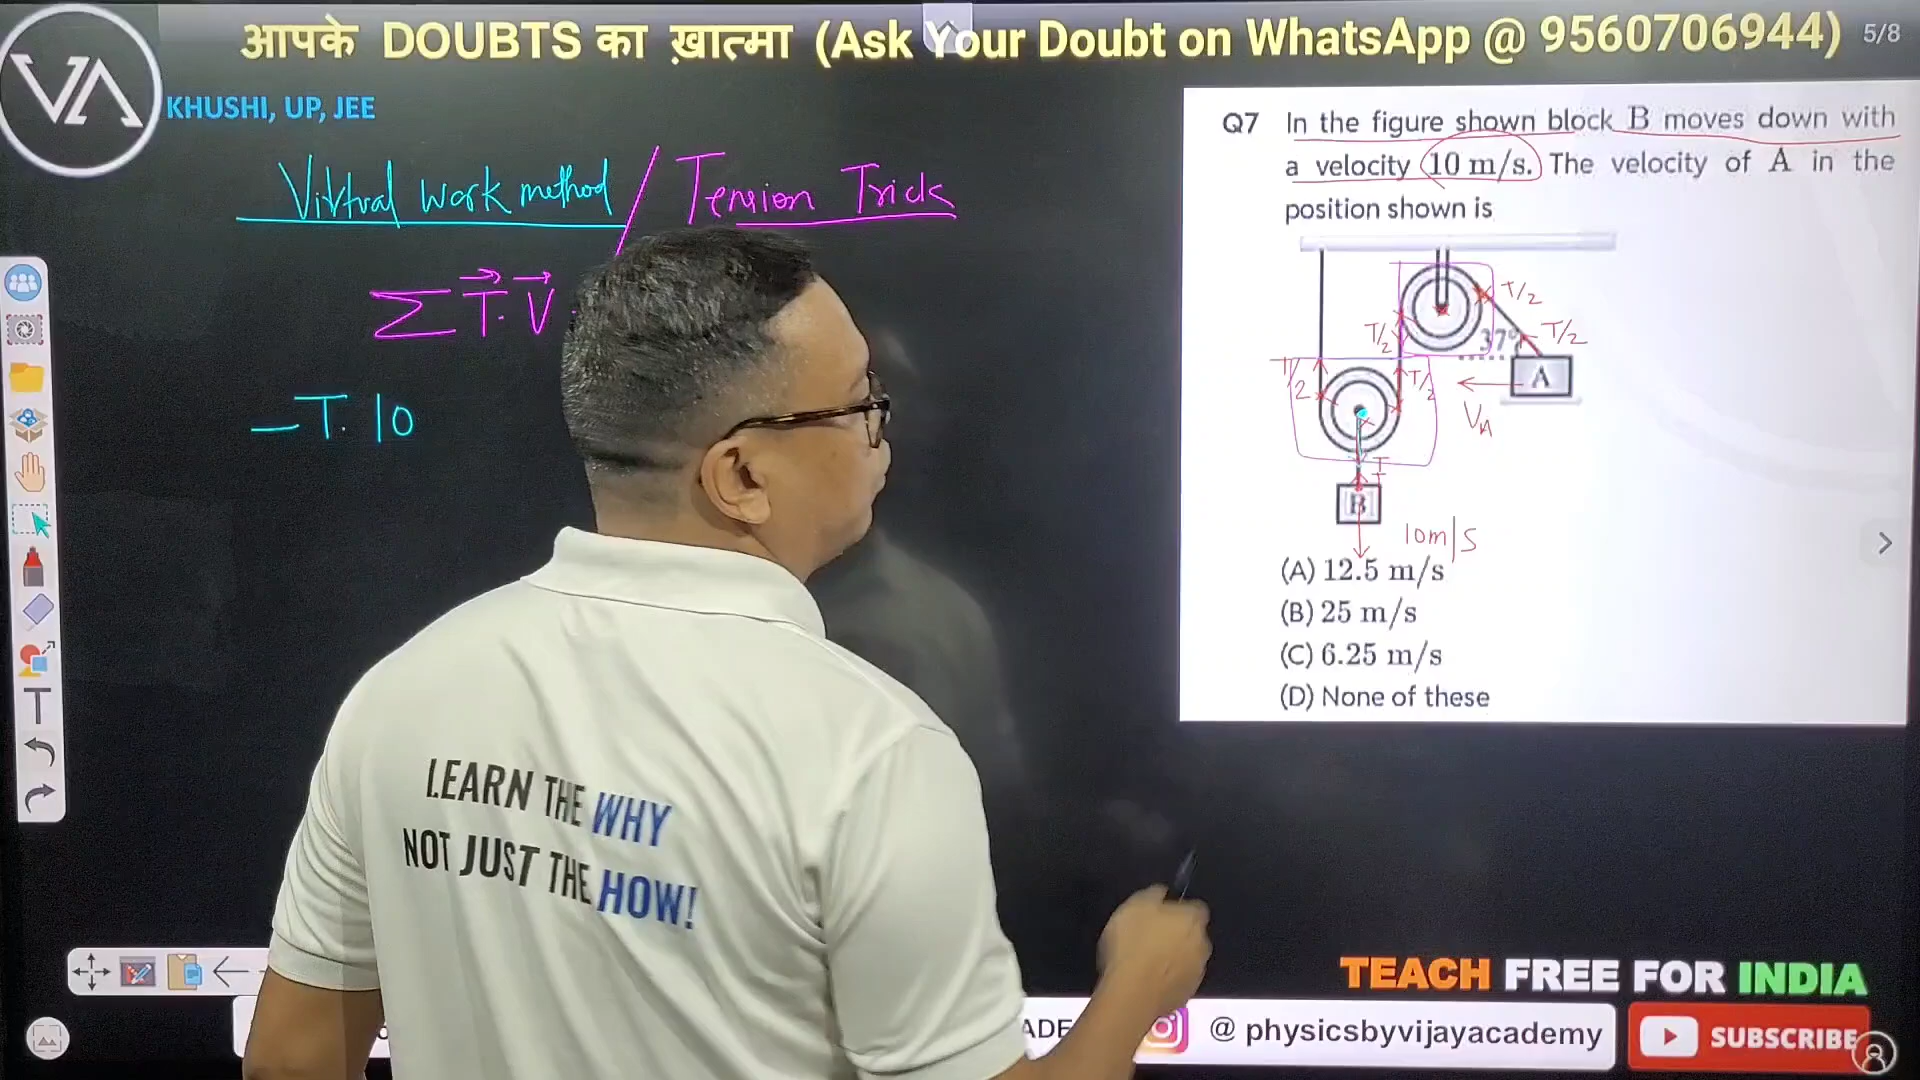 आपके DOUBTS का ख़ात्मा (Ask Your Doubt on WhatsApp @ 9560706944)
5/8
VA
KHUSHI, UP, JEE
Virtual work method / Tension Trick
Σ T⃗ · V⃗
−T. 10
Q7 In the figure shown block B moves down with
a velocity 10 m/s. The velocity of A in the
position shown is
T/2
T/2
37°
T/2
T/2
T/2
A
V_A
T
T
B
10m/s
(A) 12.5 m/s
(B) 25 m/s
(C) 6.25 m/s
(D) None of these
LEARN THE WHY
NOT JUST THE HOW!
T
TEACH FREE FOR INDIA
@ physicsbyvijayacademy
SUBSCRIBE